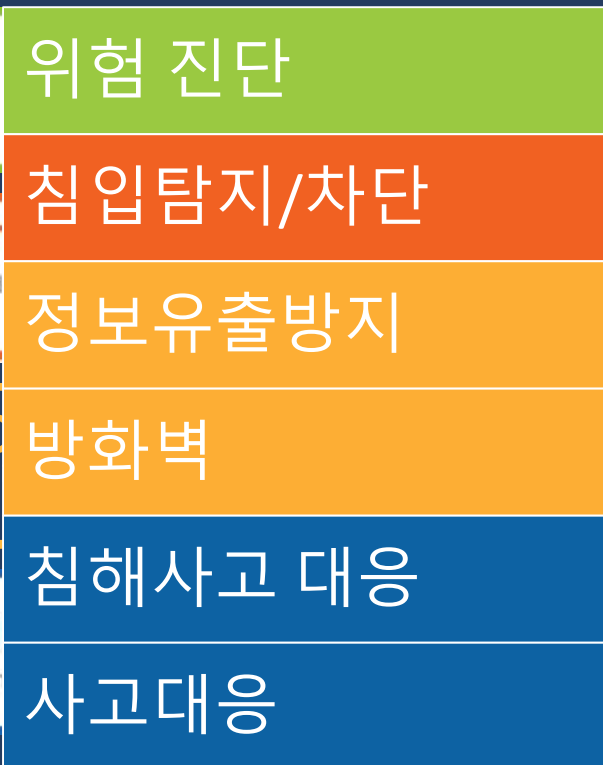 위험 진단
침입탐지/차단
정보유출방지
방화벽
침해사고 대응
사고대응